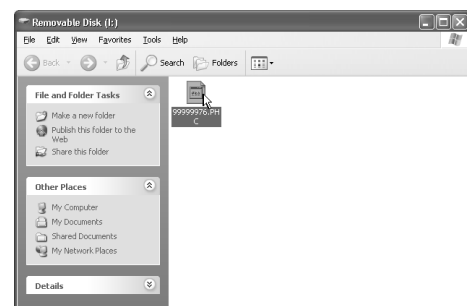 Removable Disk (I:)
File Edit View Favorites Tools Help
Back Search Folders
File and Folder Tasks
Make a new folder
Publish this folder to the
Web
Share this folder
Other Places
My Computer
My Documents
Shared Documents
My Network Places
Details
99999976.PH
C